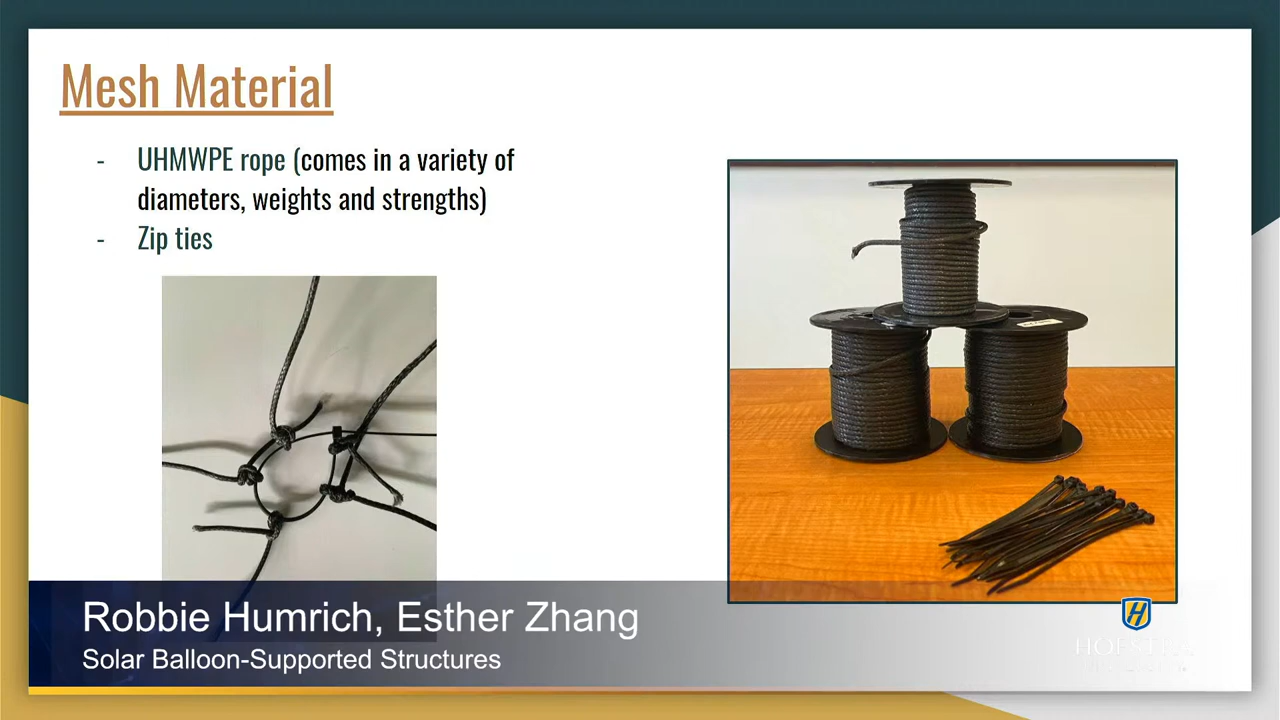 Mesh Material
- UHMWPE rope (comes in a variety of
diameters, weights and strengths)
- Zip ties
Robbie Humrich, Esther Zhang
Solar Balloon-Supported Structures
H
HOFSTRA